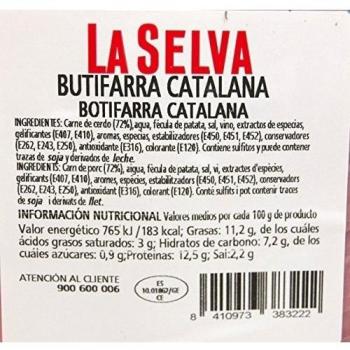 LA SELVA
BUTIFARRA CATALANA
BOTIFARRA CATALANA
INGREDIENTES: Carne de cerdo (72%), agua, fécula de patata, sal, vino, extractos de especias,
gelificantes (E407, E410), aromas, especias, estabilizadores (E450, E451, E452), conservadores
(E262, E243, E250), antioxidante (E316), colorante (E120). Contiene sulfitos y puede contener
trazas de soja y derivados de leche.
INGREDIENTS: Carn de porc (72%), aigua, fécula de patata, sal, vi, extractes d'espècies,
gelificants (E407, E410), aromes, espècies, estabilitzadors (E450, E451, E452), conservadors
(E262, E243, E250), antioxidant (E316), colorant (E120). Conté sulfits i pot contenir traces
de soja i derivats de llet.
INFORMACIÓN NUTRICIONAL Valores medios por cada 100 g de producto
Valor energético 765 kJ /183 kcal; Grasas: 11,2 g, de los cuáles
ácidos grasos saturados: 3 g; Hidratos de carbono: 7,2 g, de los
cuáles azúcares: 0,9 g; Proteínas: 12,5 g; Sal: 2,2 g
ATENCIÓN AL CLIENTE
900 600 006
ES
10.01867/GE
CE
8 410973 383222